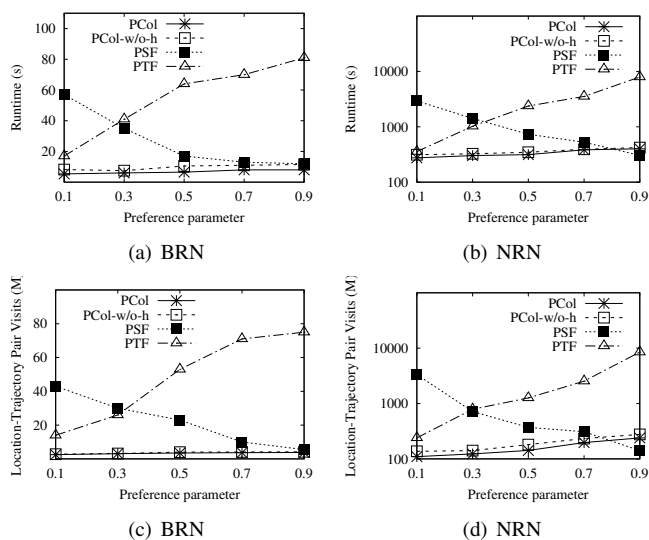 100
80
60
40
20
0
Runtime (s)
0.1 0.3 0.5 0.7 0.9
Preference parameter
PCol
PCol-w/o-h
PSF
PTF
(a) BRN
10000
1000
100
Runtime (s)
0.1 0.3 0.5 0.7 0.9
Preference parameter
PCol
PCol-w/o-h
PSF
PTF
(b) NRN
80
60
40
20
Location-Trajectory Pair Visits (M
0.1 0.3 0.5 0.7 0.9
Preference parameter
PCol
PCol-w/o-h
PSF
PTF
(c) BRN
10000
1000
100
Location-Trajectory Pair Visits (M)
0.1 0.3 0.5 0.7 0.9
Preference parameter
PCol
PCol-w/o-h
PSF
PTF
(d) NRN